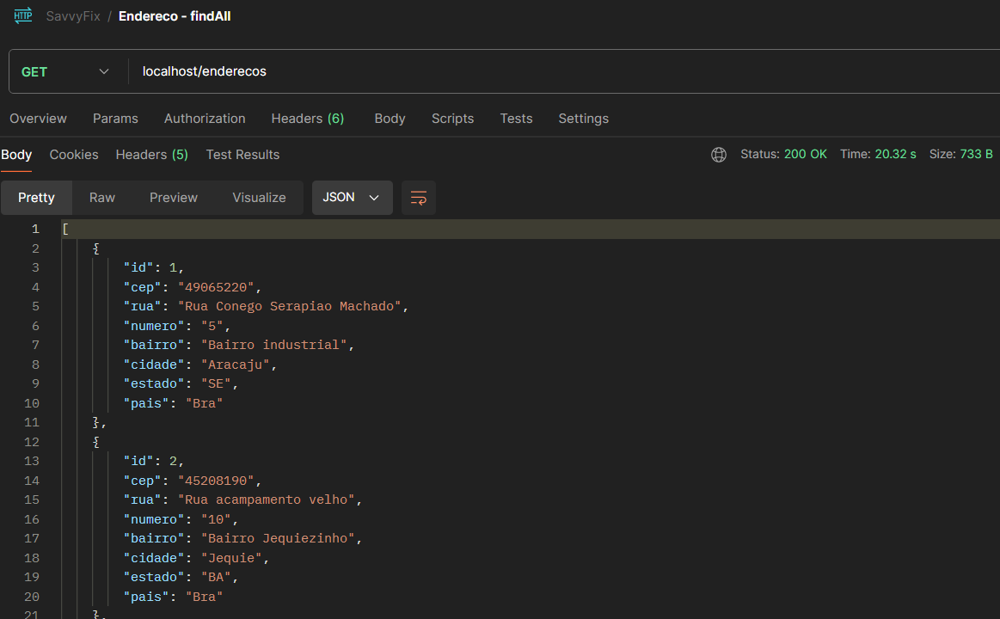 HTTP SavvyFix / Endereco - findAll
GET localhost/enderecos
Overview Params Authorization Headers (6) Body Scripts Tests Settings
Body Cookies Headers (5) Test Results Status: 200 OK Time: 20.32 s Size: 733 B
Pretty Raw Preview Visualize JSON
1 [
2 {
3 "id": 1,
4 "cep": "49065220",
5 "rua": "Rua Conego Serapiao Machado",
6 "numero": "5",
7 "bairro": "Bairro industrial",
8 "cidade": "Aracaju",
9 "estado": "SE",
10 "pais": "Bra"
11 },
12 {
13 "id": 2,
14 "cep": "45208190",
15 "rua": "Rua acampamento velho",
16 "numero": "10",
17 "bairro": "Bairro Jequiezinho",
18 "cidade": "Jequie",
19 "estado": "BA",
20 "pais": "Bra"
21 },